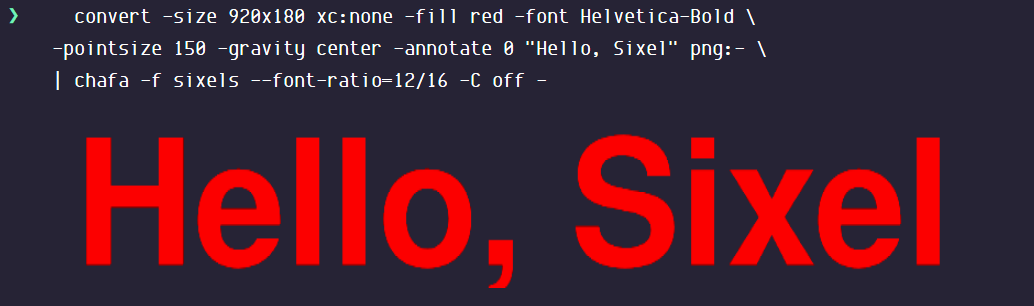 ❯ convert -size 920x180 xc:none -fill red -font Helvetica-Bold \
-pointsize 150 -gravity center -annotate 0 "Hello, Sixel" png:- \
| chafa -f sixels --font-ratio=12/16 -C off -
Hello, Sixel